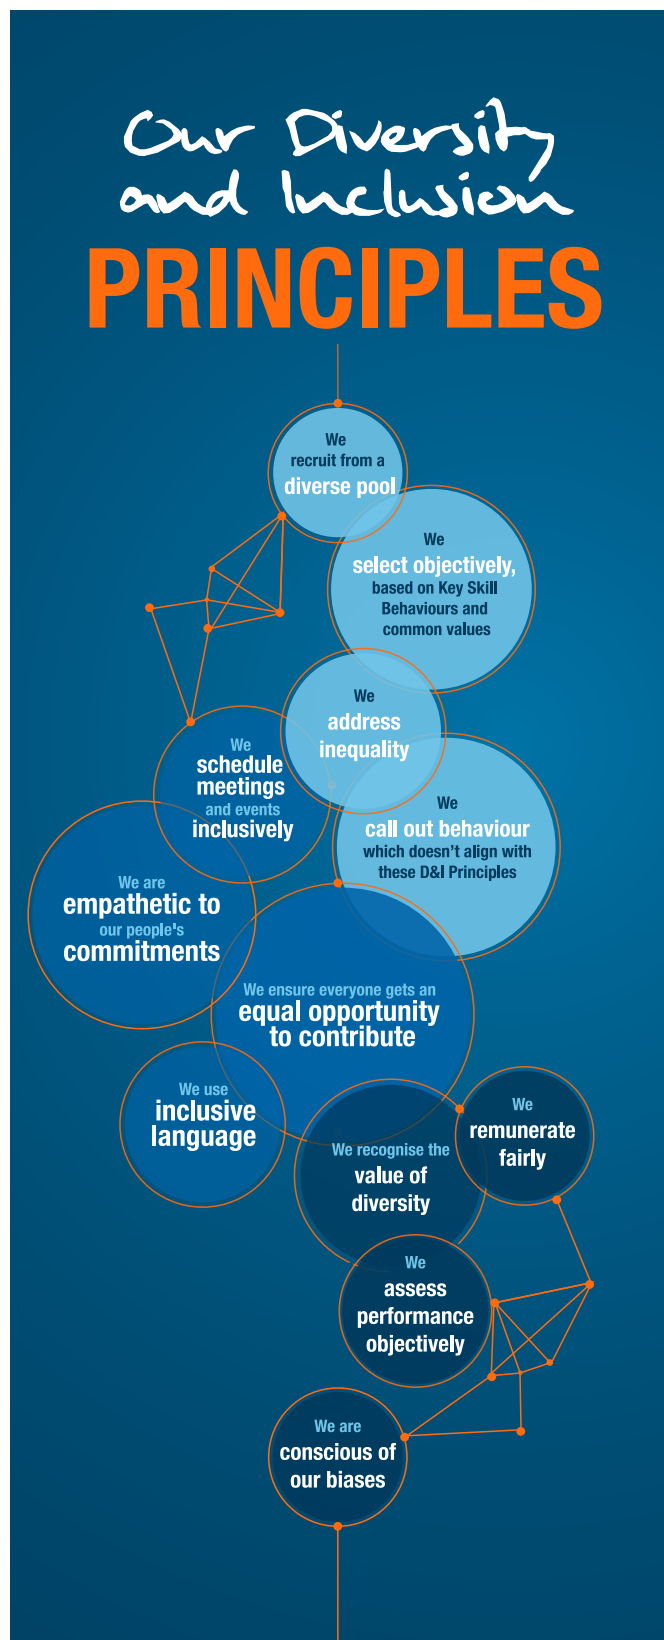 Our Diversity
and Inclusion
PRINCIPLES
We
recruit from a
diverse pool
We
select objectively,
based on Key Skill
Behaviours and
common values
We
address
inequality
We
schedule
meetings
and events
inclusively
We
call out behaviour
which doesn't align with
these D&I Principles
We are
empathetic to
our people's
commitments
We ensure everyone gets an
equal opportunity
to contribute
We use
inclusive
language
We recognise the
value of
diversity
We
remunerate
fairly
We
assess
performance
objectively
We are
conscious of
our biases